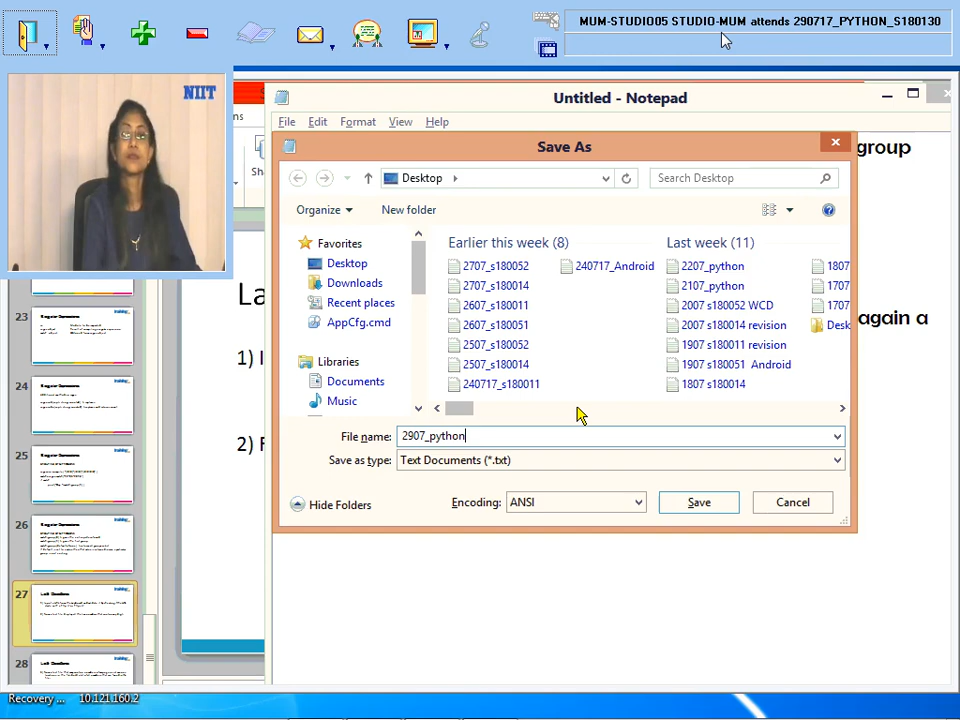 MUM-STUDIO05 STUDIO-MUM attends 290717_PYTHON_S180130
NIIT
Untitled - Notepad
File Edit Format View Help
group
Save As
Desktop
Search Desktop
Organize New folder
Favorites
Desktop
Downloads
Recent places
AppCfg.cmd
Libraries
Documents
Music
Earlier this week (8)
2707_s180052
2707_s180014
2607_s180011
2607_s180051
2507_s180052
2507_s180014
240717_s180011
240717_Android
Last week (11)
2207_python
2107_python
2007 s180052 WCD
2007 s180014 revision
1907 s180011 revision
1907 s180051 Android
1807 s180014
1807
1707
1707
Desk
again a
La
1) I
2) F
File name: 2907_python
Save as type: Text Documents (*.txt)
Hide Folders
Encoding: ANSI
Save
Cancel
23
24
25
26
27
28
Recovery ... 10.121.160.2